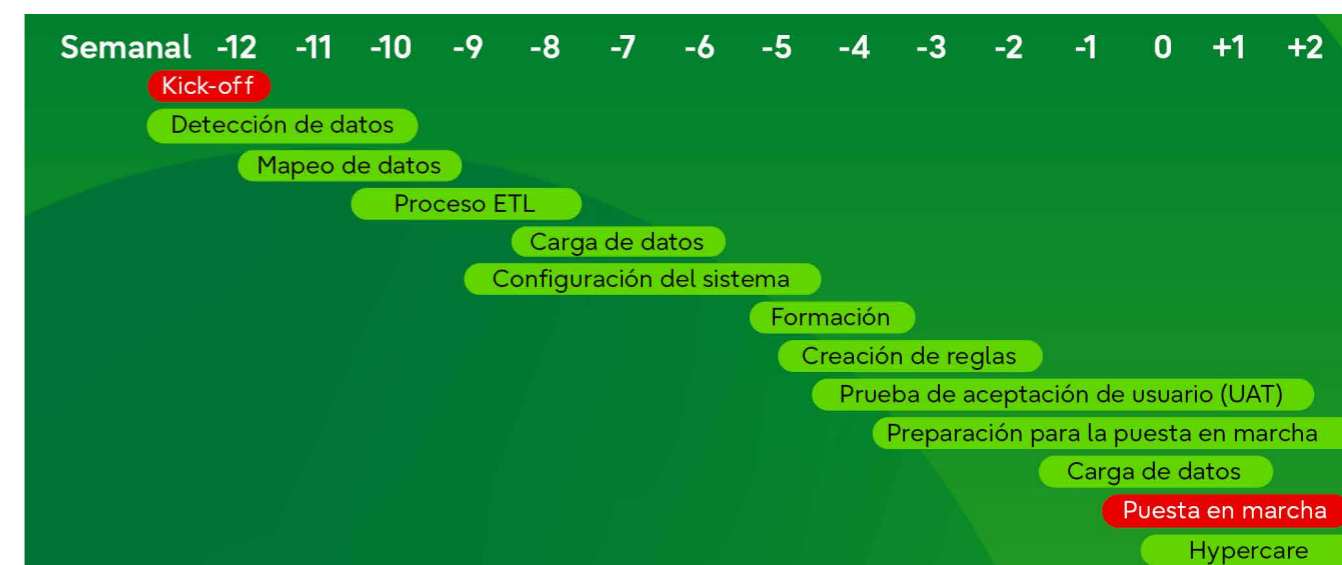 Semanal -12 -11 -10 -9 -8 -7 -6 -5 -4 -3 -2 -1 0 +1 +2
Kick-off
Detección de datos
Mapeo de datos
Proceso ETL
Carga de datos
Configuración del sistema
Formación
Creación de reglas
Prueba de aceptación de usuario (UAT)
Preparación para la puesta en marcha
Carga de datos
Puesta en marcha
Hypercare